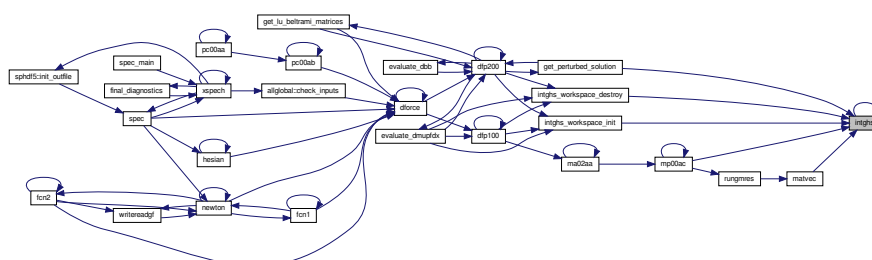 get_lu_beltrami_matrices
pc00aa
spec_main
pc00ab
evaluate_dbb
dfp200
get_perturbed_solution
sphdf5::init_outfile
xspech
final_diagnostics
allglobal::check_inputs
intghs_workspace_destroy
dforce
spec
intghs_workspace_init
intghs
evaluate_dmupfdx
dfp100
hesian
ma02aa
mp00ac
rungmres
matvec
fcn2
newton
writereadgf
fcn1